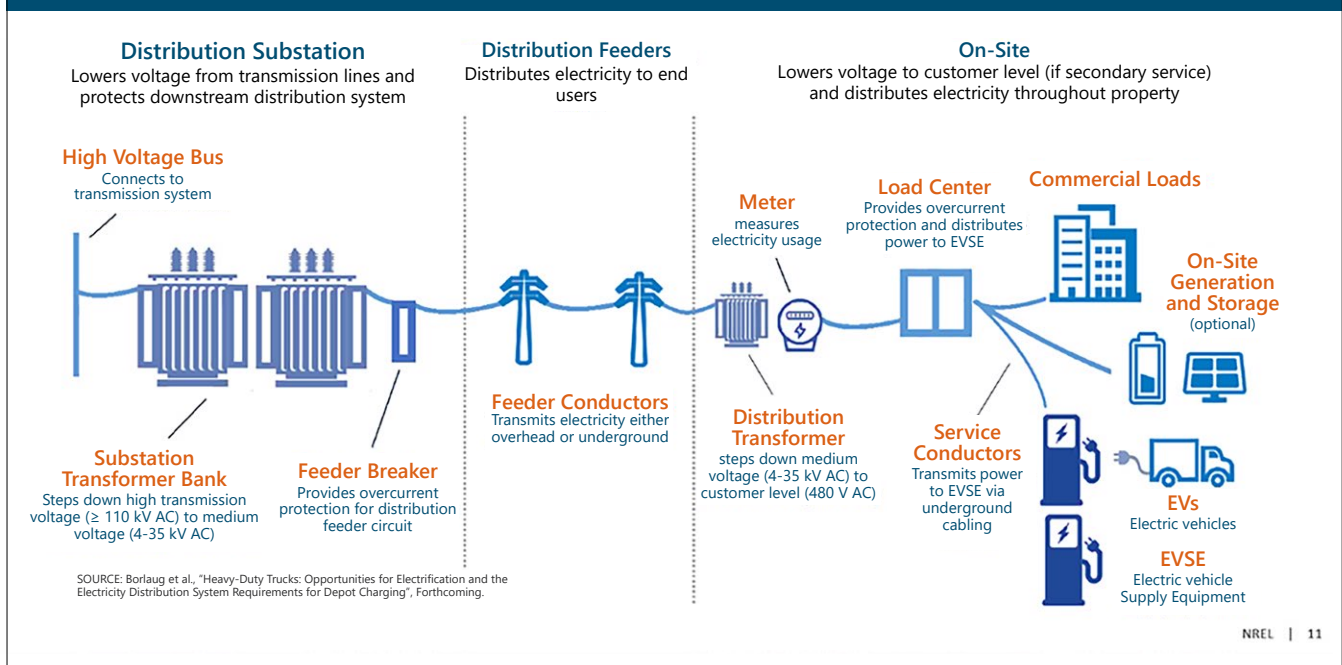 Distribution Substation
Lowers voltage from transmission lines and
protects downstream distribution system
Distribution Feeders
Distributes electricity to end
users
On-Site
Lowers voltage to customer level (if secondary service)
and distributes electricity throughout property
High Voltage Bus
Connects to
transmission system
Substation
Transformer Bank
Steps down high transmission
voltage (≥ 110 kV AC) to medium
voltage (4-35 kV AC)
Feeder Breaker
Provides overcurrent
protection for distribution
feeder circuit
Feeder Conductors
Transmits electricity either
overhead or underground
Meter
measures
electricity usage
Distribution
Transformer
steps down medium
voltage (4-35 kV AC) to
customer level (480 V AC)
Load Center
Provides overcurrent
protection and distributes
power to EVSE
Service
Conductors
Transmits power
to EVSE via
underground
cabling
Commercial Loads
On-Site
Generation
and Storage
(optional)
EVs
Electric vehicles
EVSE
Electric vehicle
Supply Equipment
SOURCE: Borlaug et al., "Heavy-Duty Trucks: Opportunities for Electrification and the
Electricity Distribution System Requirements for Depot Charging", Forthcoming.
NREL | 11